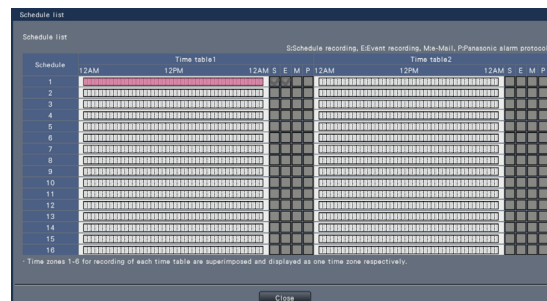 Schedule list
Schedule list
S:Schedule recording, E:Event recording, M:e-Mail, P:Panasonic alarm protocol
Schedule Time table1 Time table2
12AM 12PM 12AM S E M P 12AM 12PM 12AM S E M P
1
2
3
4
5
6
7
8
9
10
11
12
13
14
15
16
· Time zones 1-6 for recording of each time table are superimposed and displayed as one time zone respectively.
Close